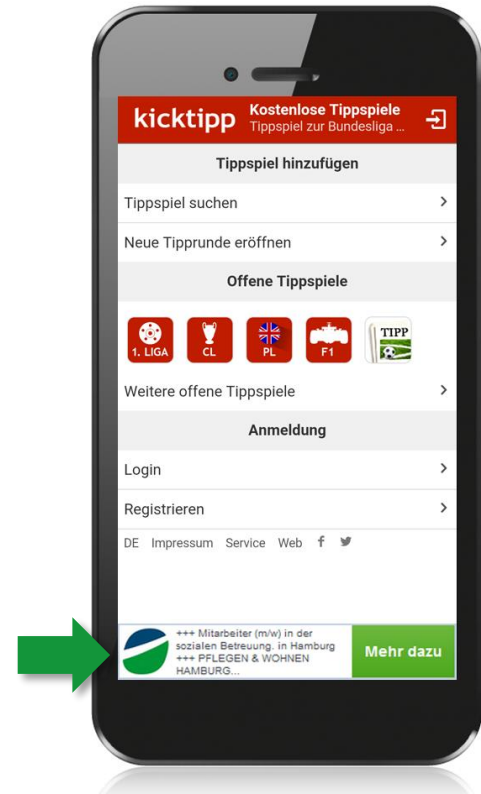 kicktipp
Kostenlose Tippspiele
Tippspiel zur Bundesliga ...
Tippspiel hinzufügen
Tippspiel suchen
Neue Tipprunde eröffnen
Offene Tippspiele
1. LIGA
CL
PL
F1
TIPP
Weitere offene Tippspiele
Anmeldung
Login
Registrieren
DE Impressum Service Web
+++ Mitarbeiter (m/w) in der
sozialen Betreuung. in Hamburg
+++ PFLEGEN & WOHNEN
HAMBURG...
Mehr dazu